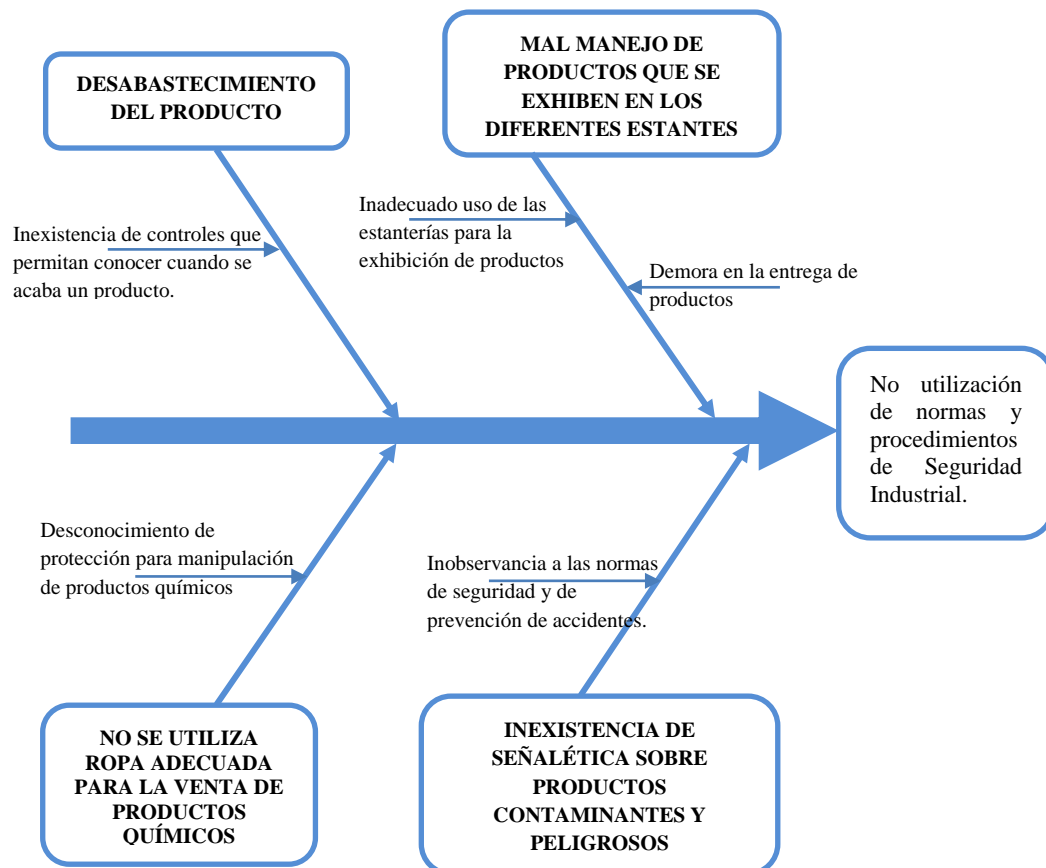 DESABASTECIMIENTO
DEL PRODUCTO
MAL MANEJO DE
PRODUCTOS QUE SE
EXHIBEN EN LOS
DIFERENTES ESTANTES
Inexistencia de controles que
permitan conocer cuando se
acaba un producto.
Inadecuado uso de las
estanterías para la
exhibición de productos
Demora en la entrega de
productos
No utilización
de normas y
procedimientos
de Seguridad
Industrial.
Desconocimiento de
protección para manipulación
de productos químicos
Inobservancia a las normas
de seguridad y de
prevención de accidentes.
NO SE UTILIZA
ROPA ADECUADA
PARA LA VENTA DE
PRODUCTOS
QUÍMICOS
INEXISTENCIA DE
SEÑALÉTICA SOBRE
PRODUCTOS
CONTAMINANTES Y
PELIGROSOS